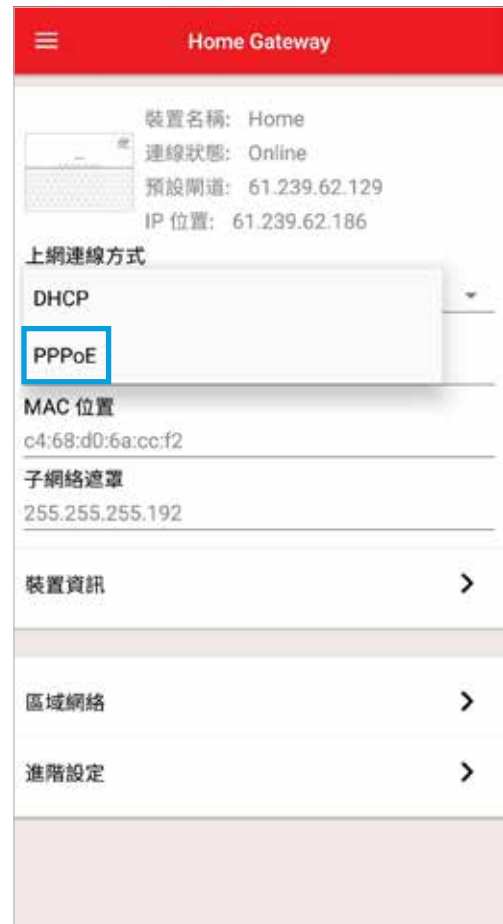 Home Gateway
裝置名稱: Home
連線狀態: Online
預設閘道: 61.239.62.129
IP 位置: 61.239.62.186
上網連線方式
DHCP
PPPoE
MAC 位置
c4:68:d0:6a:cc:f2
子網絡遮罩
255.255.255.192
裝置資訊
區域網絡
進階設定